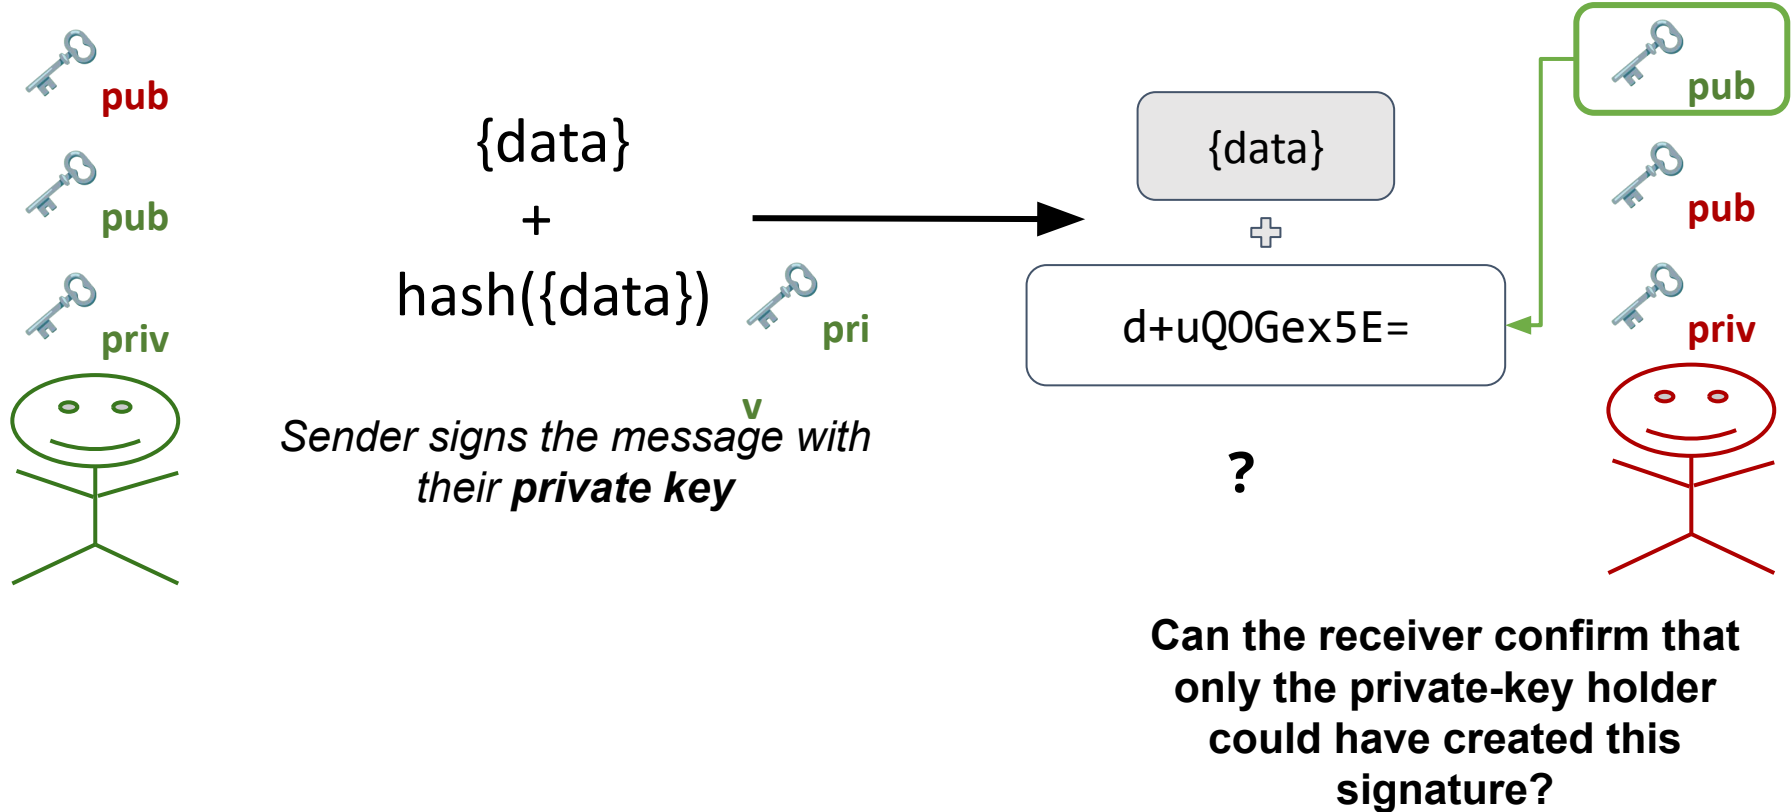 pub
pub
priv
{data}
+
hash({data})
pri
v
Sender signs the message with
their private key
{data}
d+uQOGex5E=
?
pub
pub
priv
Can the receiver confirm that
only the private-key holder
could have created this
signature?